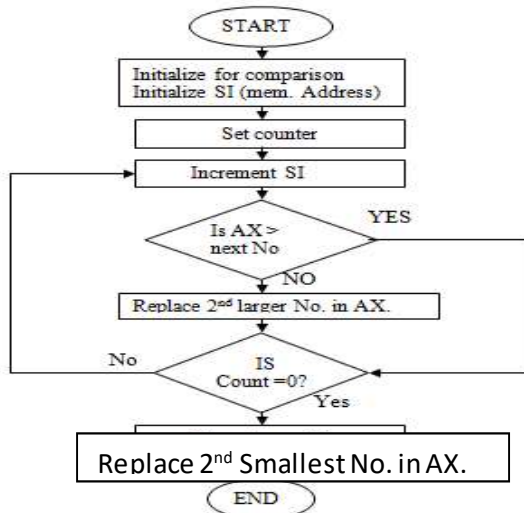 START
Initialize for comparison
Initialize SI (mem. Address)
Set counter
Increment SI
Is AX >
next No
YES
NO
Replace 2nd larger No. in AX.
IS
Count =0?
No
Yes
Replace 2nd Smallest No. in AX.
END